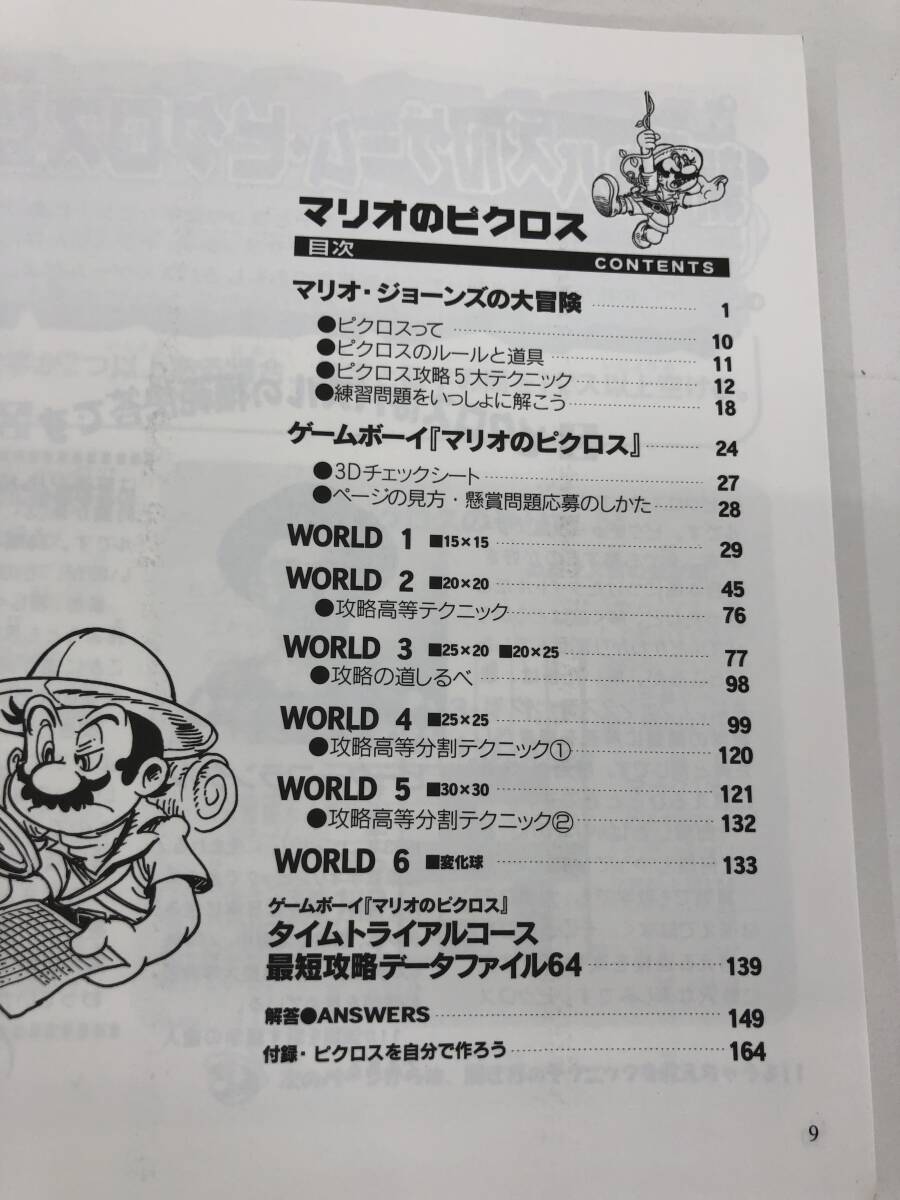 マリオのピクロス
目次 CONTENTS
マリオ・ジョーンズの大冒険 1
●ピクロスって 10
●ピクロスのルールと道具 11
●ピクロス攻略5大テクニック 12
●練習問題をいっしょに解こう 18
ゲームボーイ『マリオのピクロス』 24
●3Dチェックシート 27
●ページの見方・懸賞問題応募のしかた 28
WORLD 1 ■15×15 29
WORLD 2 ■20×20 45
●攻略高等テクニック 76
WORLD 3 ■25×20 ■20×25 77
●攻略の道しるべ 98
WORLD 4 ■25×25 99
●攻略高等分割テクニック① 120
WORLD 5 ■30×30 121
●攻略高等分割テクニック② 132
WORLD 6 ■変化球 133
ゲームボーイ『マリオのピクロス』
タイムトライアルコース
最短攻略データファイル64 139
解答●ANSWERS 149
付録・ピクロスを自分で作ろう 164
9